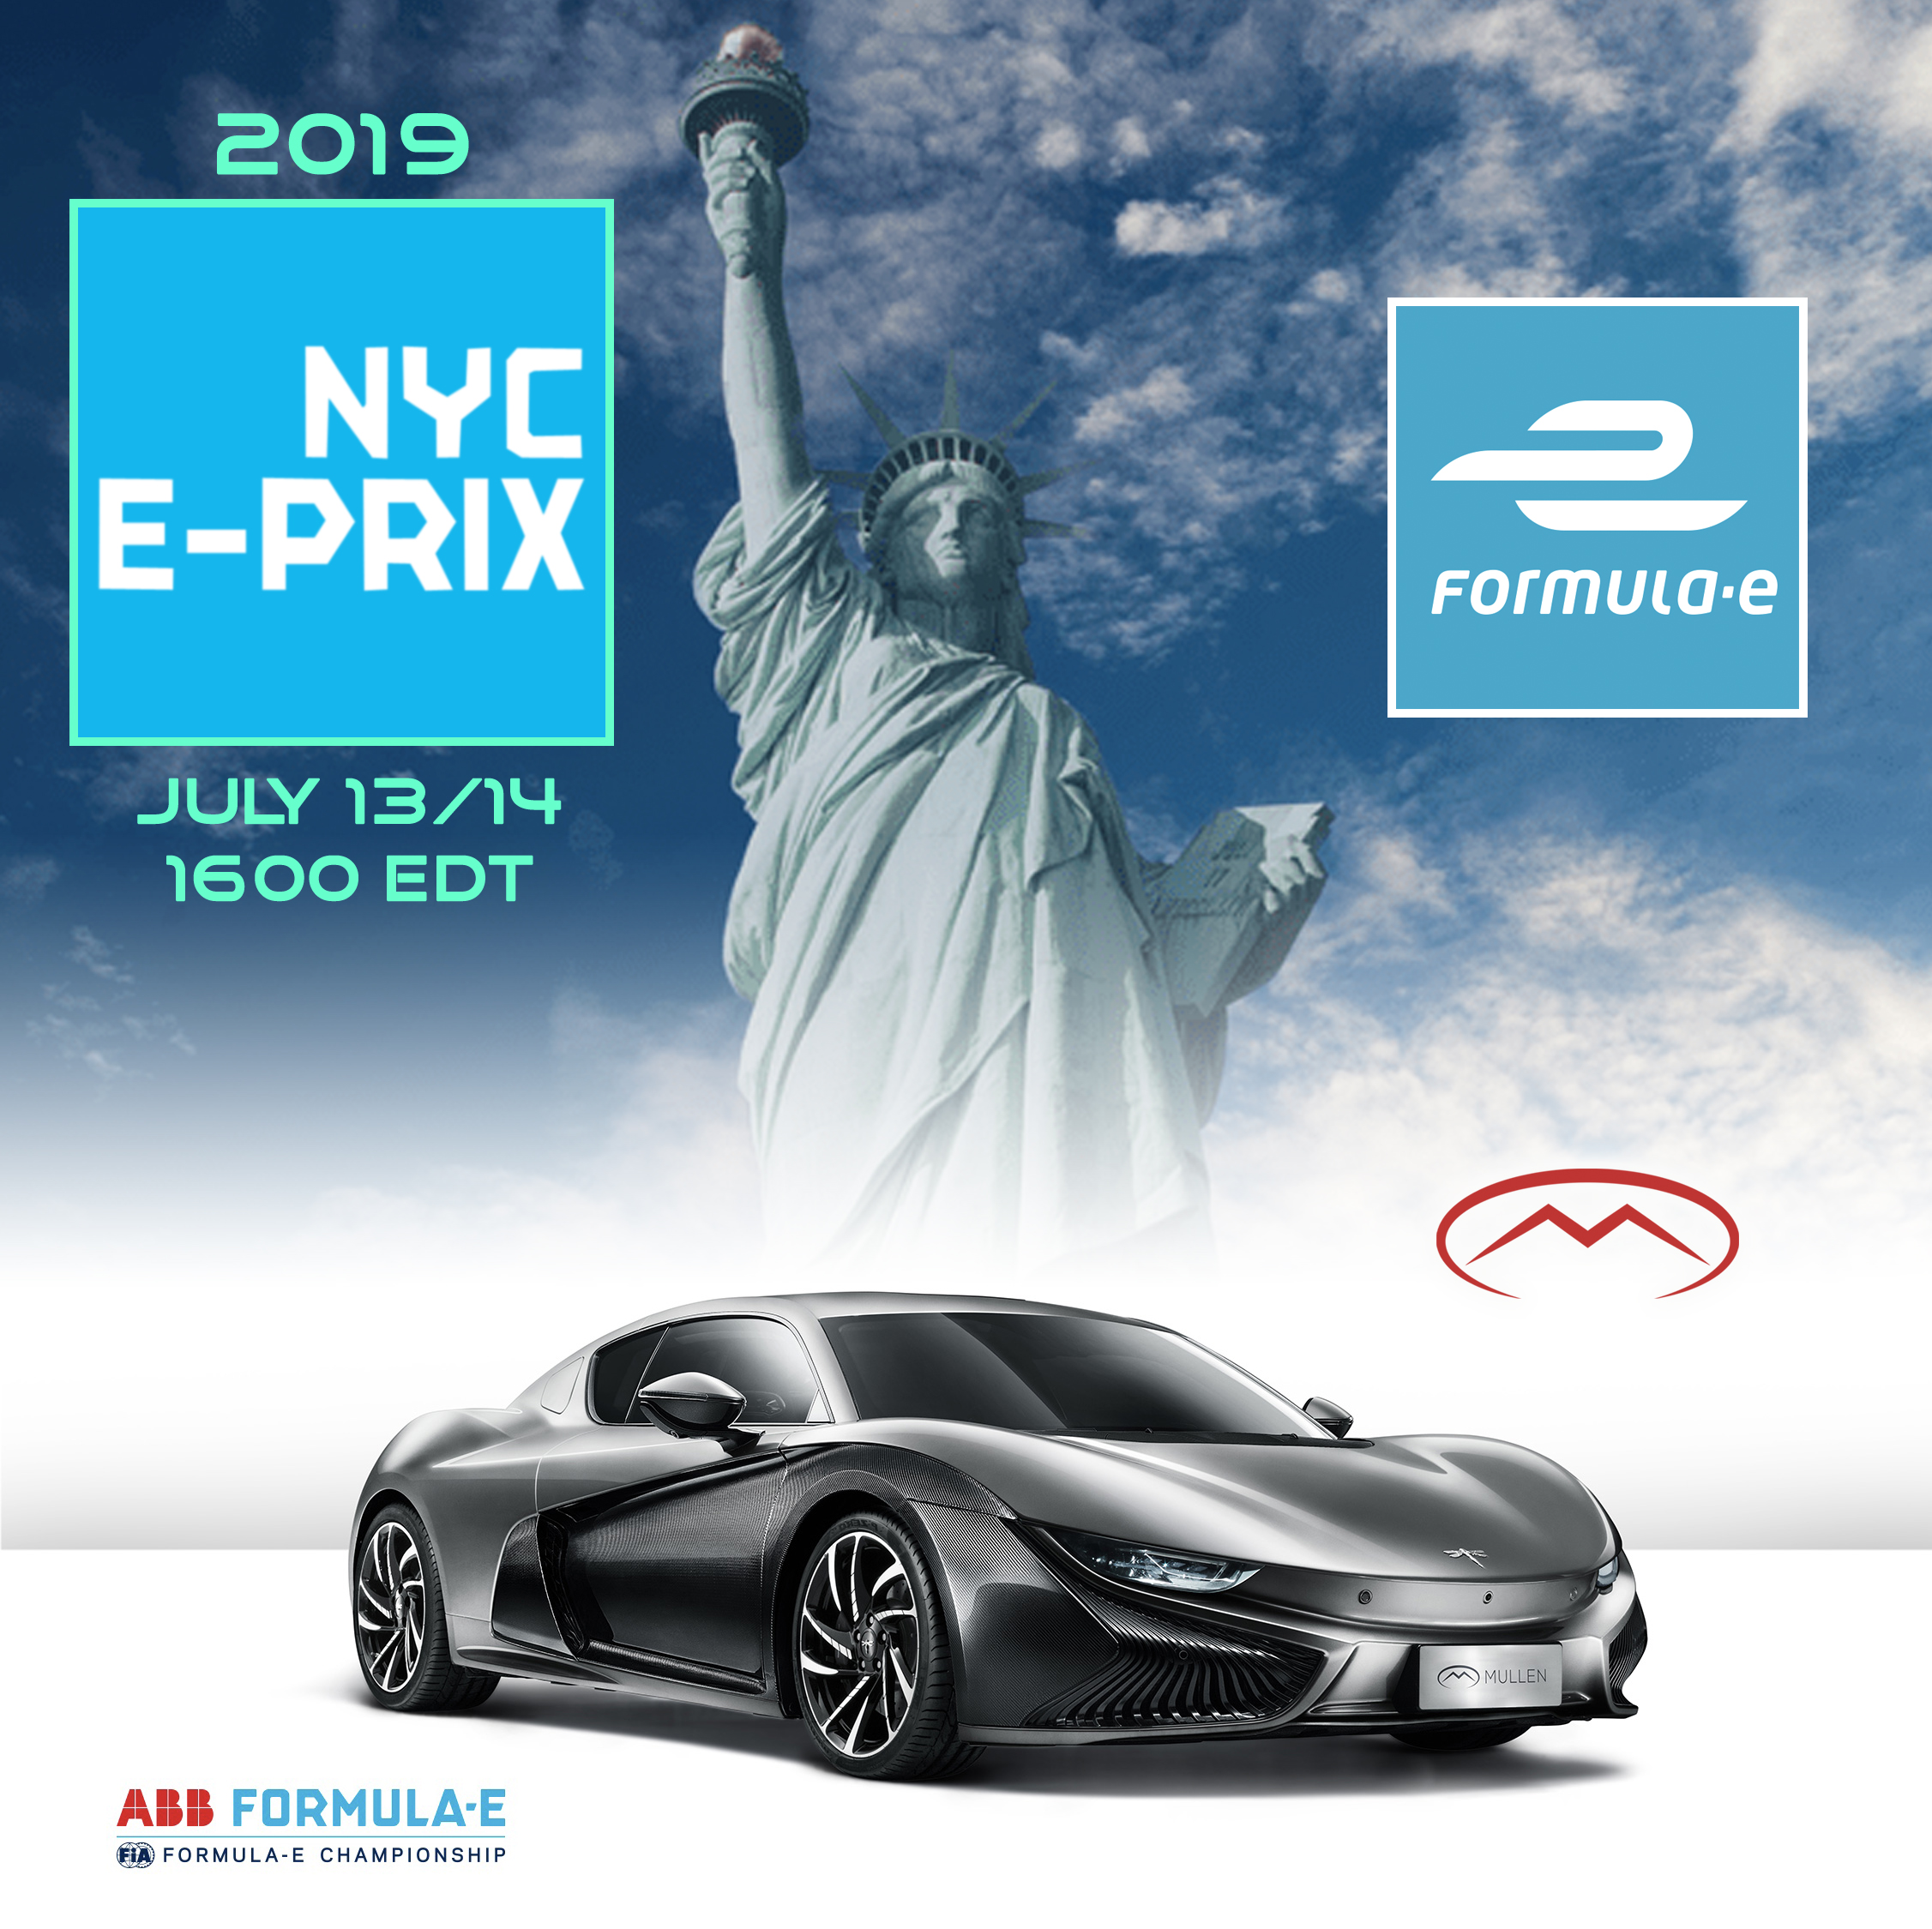 2019
NYC
E-PRIX
JULY 13/14
1600 EDT
Formula-e
MULLEN
ABB FORMULA-E
FIA FORMULA-E CHAMPIONSHIP